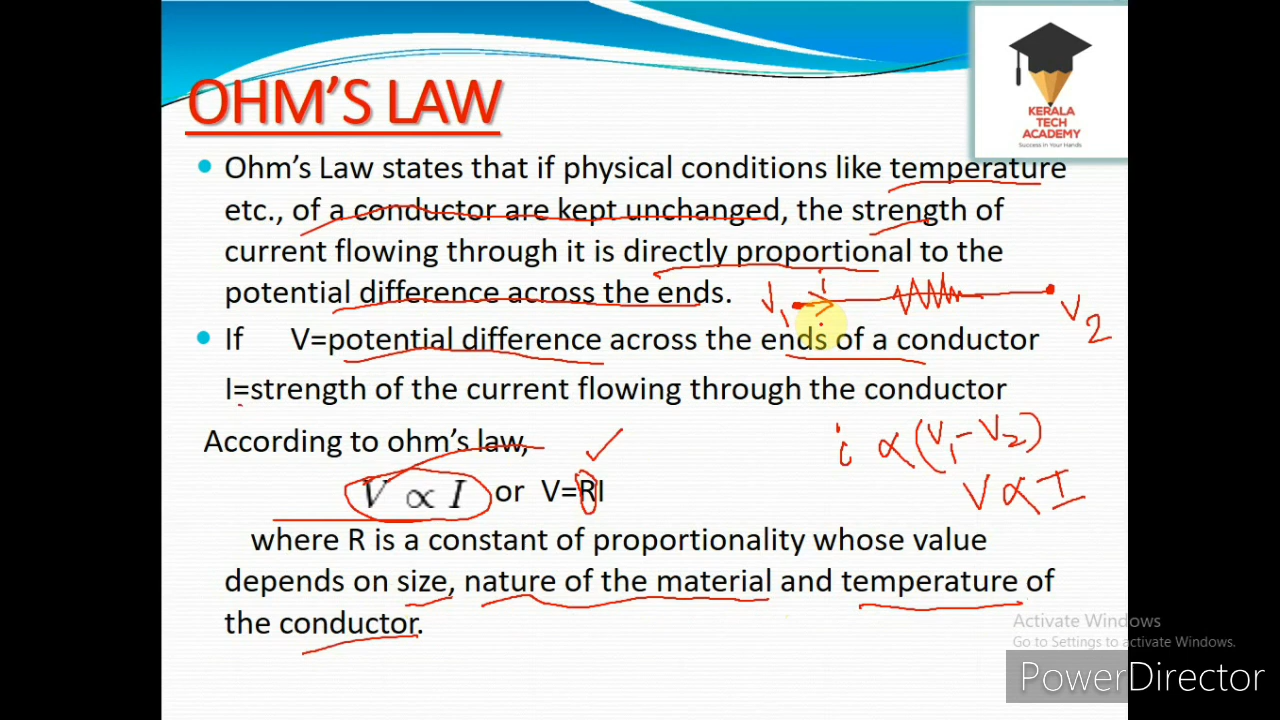 OHM'S LAW
KERALA
TECH
ACADEMY
Success in Your Hands
• Ohm's Law states that if physical conditions like temperature
etc., of a conductor are kept unchanged, the strength of
current flowing through it is directly proportional to the
potential difference across the ends.
i
V1
V2
• If V=potential difference across the ends of a conductor
I=strength of the current flowing through the conductor
According to ohm's law,
i ∝ (V1-V2)
V ∝ I
V ∝ I or V=RI
where R is a constant of proportionality whose value
depends on size, nature of the material and temperature of
the conductor.
Activate Windows
Go to Settings to activate Windows.
PowerDirector